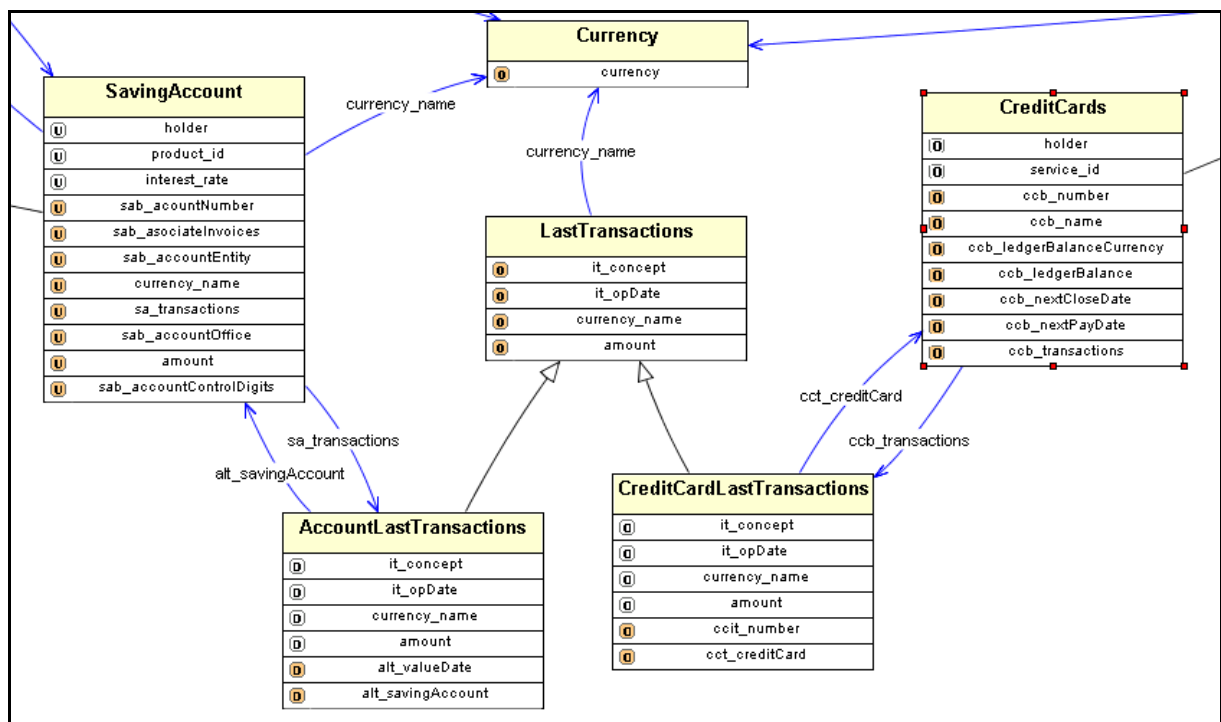 Currency
currency
SavingAccount
holder
product_id
interest_rate
sab_acountNumber
sab_asociateInvoices
sab_accountEntity
currency_name
sa_transactions
sab_accountOffice
amount
sab_accountControlDigits
currency_name
currency_name
CreditCards
holder
service_id
ccb_number
ccb_name
ccb_ledgerBalanceCurrency
ccb_ledgerBalance
ccb_nextCloseDate
ccb_nextPayDate
ccb_transactions
LastTransactions
it_concept
it_opDate
currency_name
amount
sa_transactions
alt_savingAccount
cct_creditCard
ccb_transactions
AccountLastTransactions
it_concept
it_opDate
currency_name
amount
alt_valueDate
alt_savingAccount
CreditCardLastTransactions
it_concept
it_opDate
currency_name
amount
ccit_number
cct_creditCard